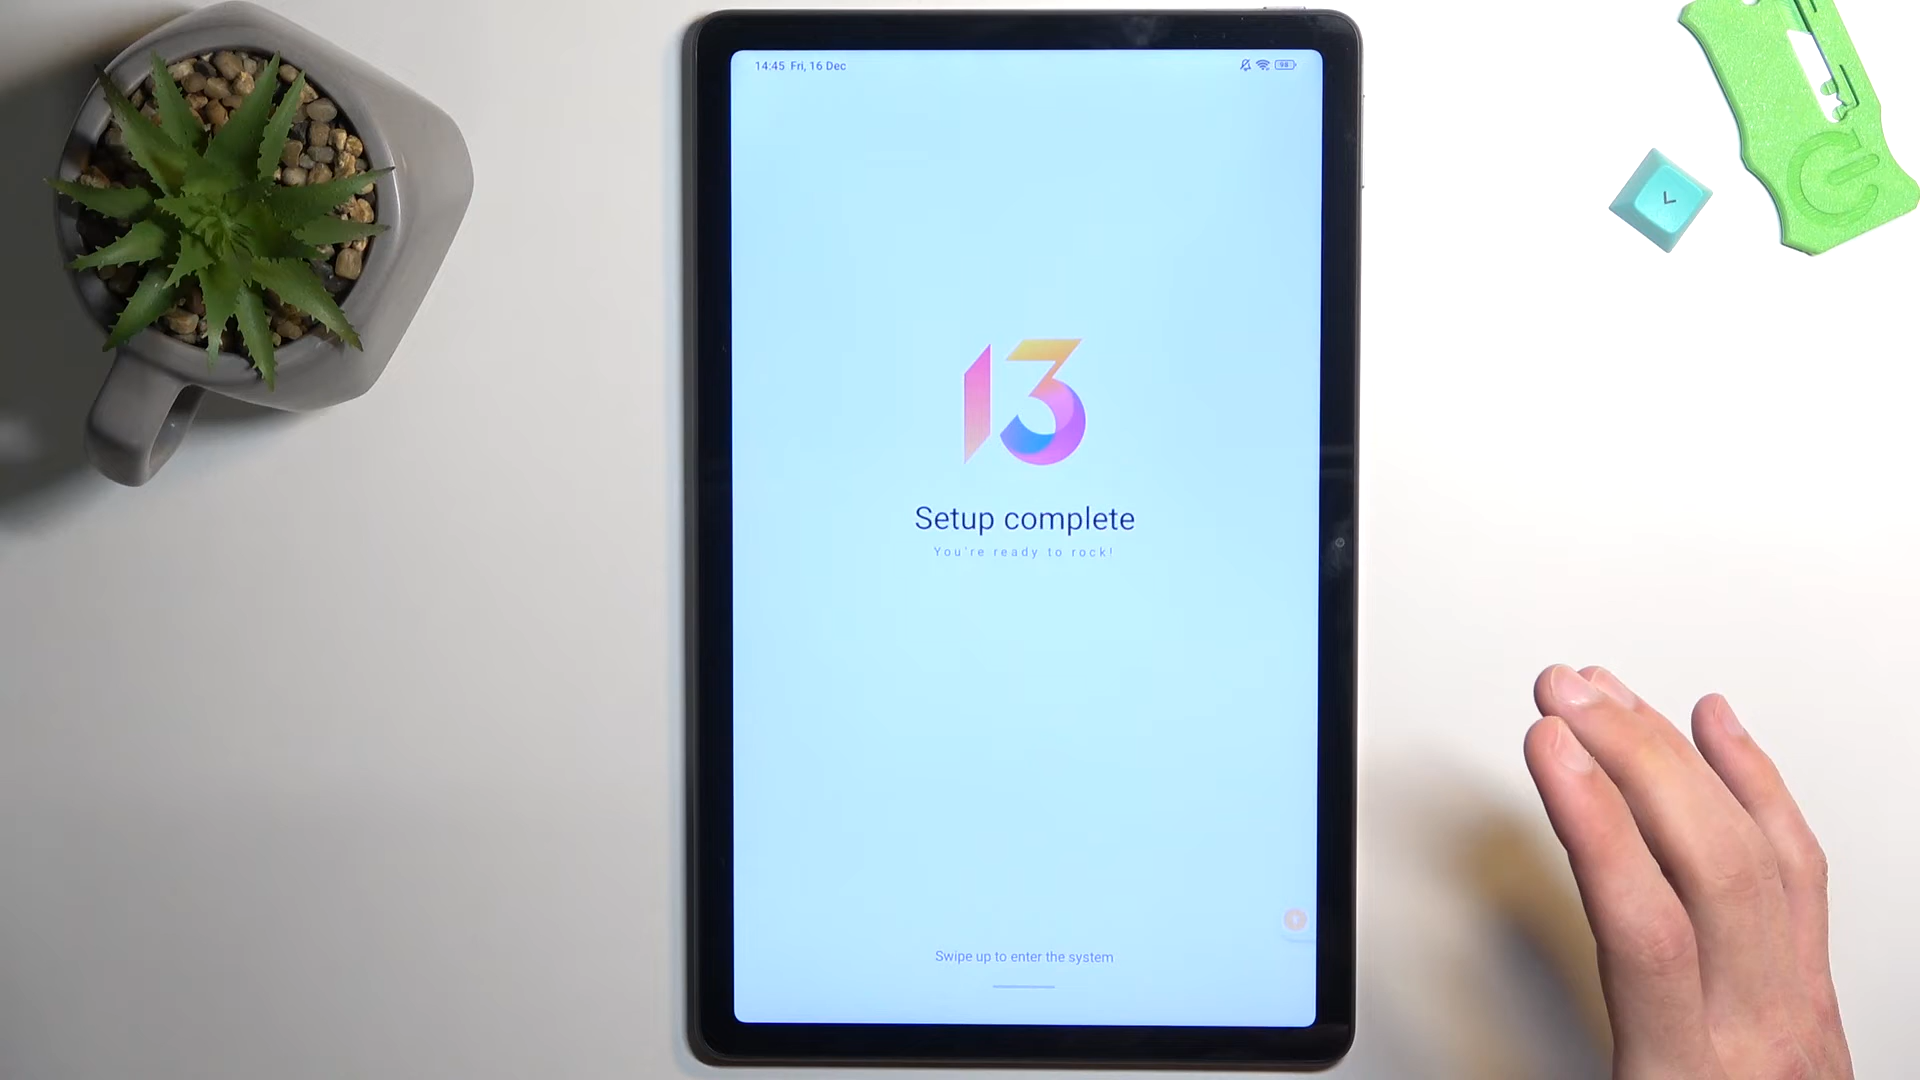 14:45 Fri, 16 Dec
98
13
Setup complete
You're ready to rock!
Swipe up to enter the system